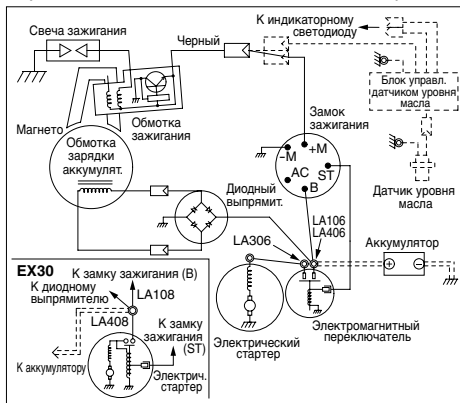 Свеча зажигания
Черный
К индикаторному
светодиоду
Блок управл.
датчиком уровня
масла
Обмотка
зажигания
Магнето
Замок
зажигания
-M
+M
ST
AC
B
Обмотка
зарядки
аккумулят.
Диодный
выпрямит.
Датчик уровня
масла
LA106
LA406
LA306
Аккумулятор
EX30
К замку зажигания (B)
К диодному
выпрямителю
LA108
LA408
К замку
зажигания
(ST)
К аккумулятору
Электрич.
стартер
Электрический
стартер
Электромагнитный
переключатель